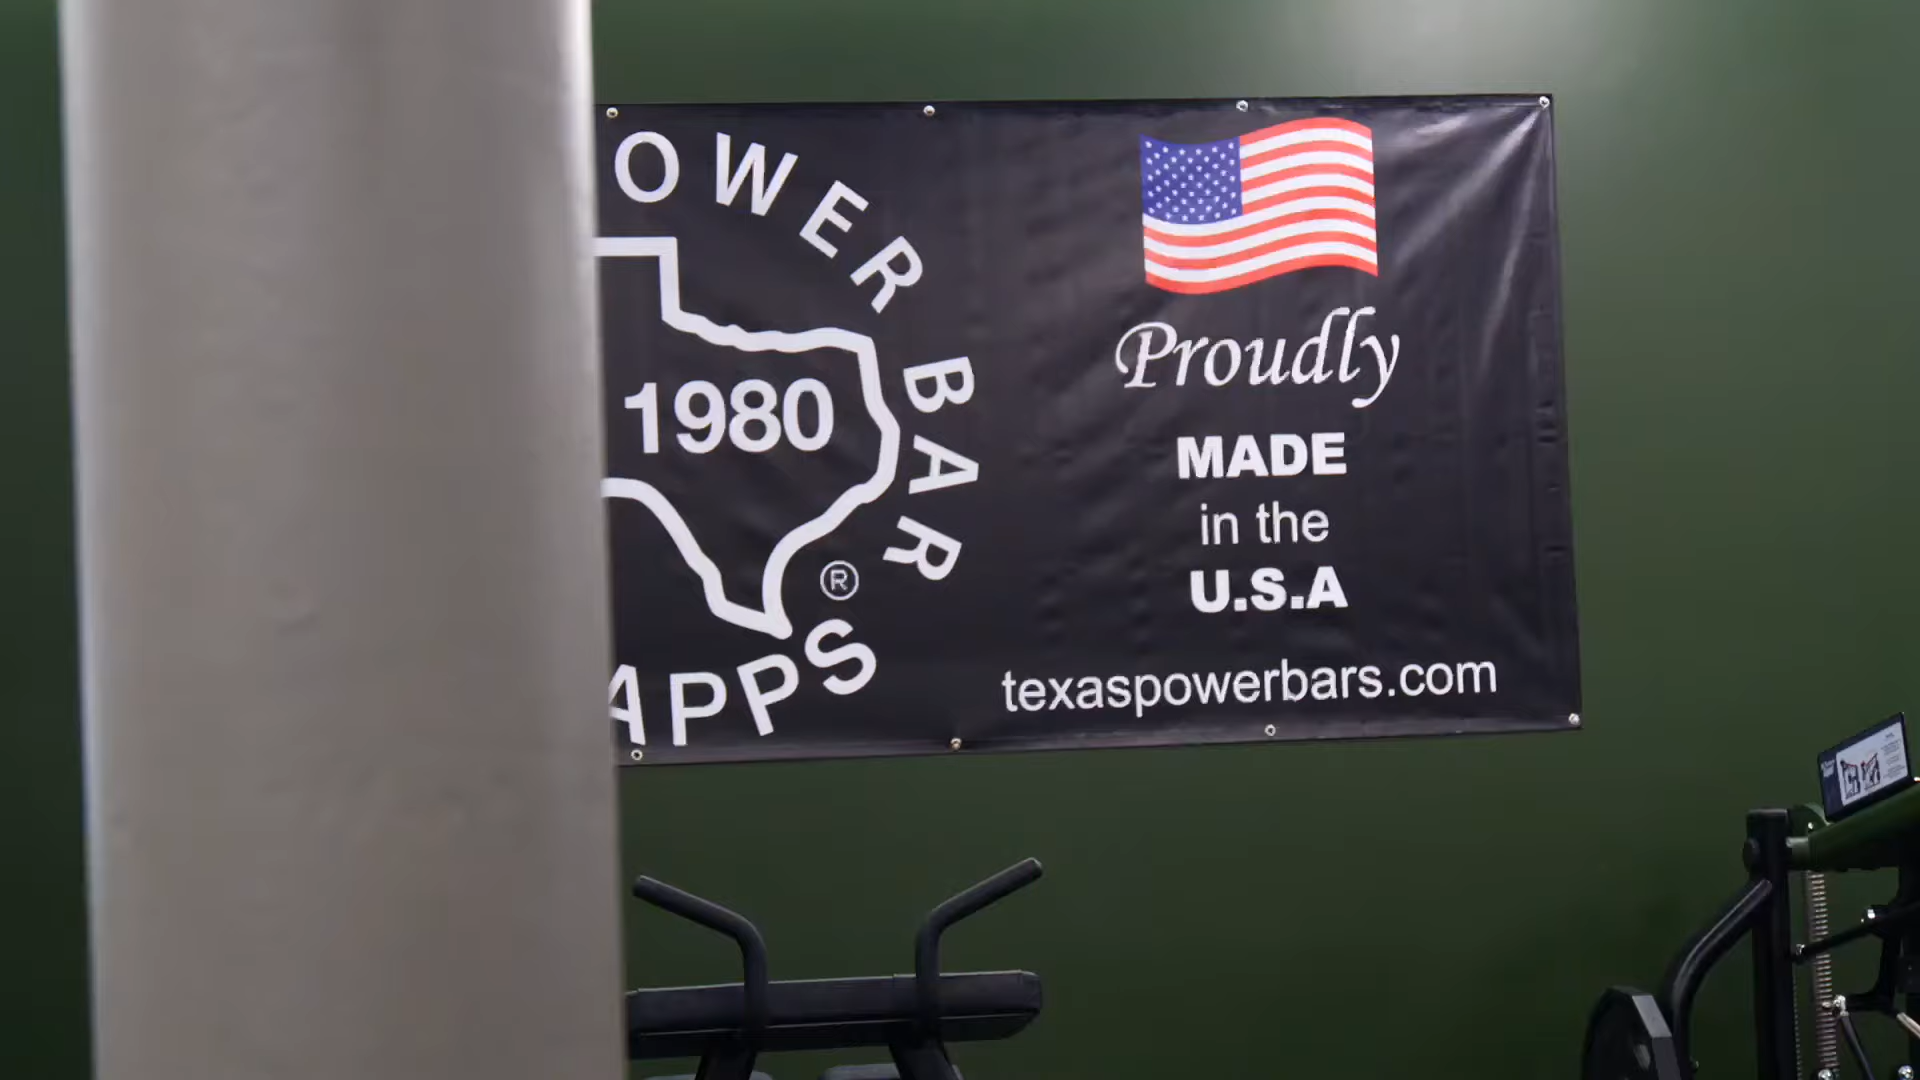 OWER BAR
1980
®
APPS
Proudly
MADE
in the
U.S.A
texaspowerbars.com